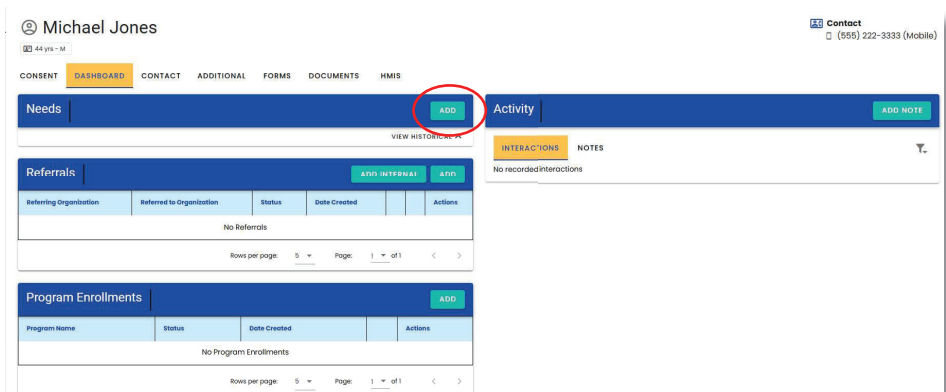 Michael Jones
44 yrs - M
Contact
(555) 222-3333 (Mobile)
CONSENT DASHBOARD CONTACT ADDITIONAL FORMS DOCUMENTS HMIS
Needs ADD
VIEW HISTORICAL
Referrals ADD INTERNAL ADD
Referring Organization Referred to Organization Status Date Created Actions
No Referrals
Rows per page: 5 Page: 1 of 1 < >
Program Enrollments ADD
Program Name Status Date Created Actions
No Program Enrollments
Rows per page: 5 Page: 1 of 1 < >
Activity ADD NOTE
INTERACTIONS NOTES
No recorded interactions